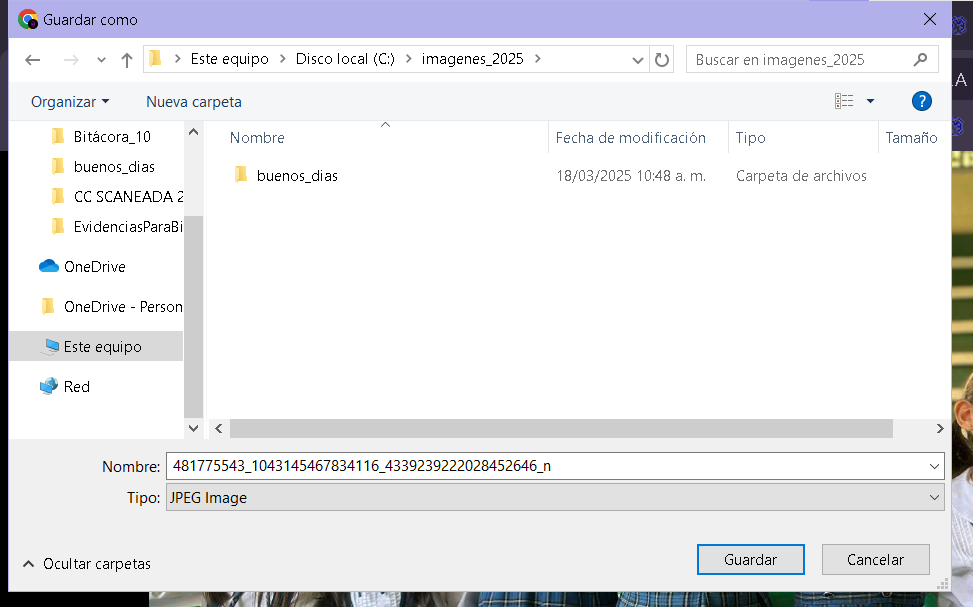 Guardar como
Este equipo > Disco local (C:) > imagenes_2025 >
Buscar en imagenes_2025
Organizar
Nueva carpeta
?
A
Bitácora_10
buenos_dias
CC SCANEADA 2
EvidenciasParaBi
OneDrive
OneDrive - Person
Este equipo
Red
Nombre Fecha de modificación Tipo Tamaño
buenos_dias 18/03/2025 10:48 a. m. Carpeta de archivos
Nombre: 481775543_1043145467834116_4339239222028452646_n
Tipo: JPEG Image
Ocultar carpetas
Guardar
Cancelar